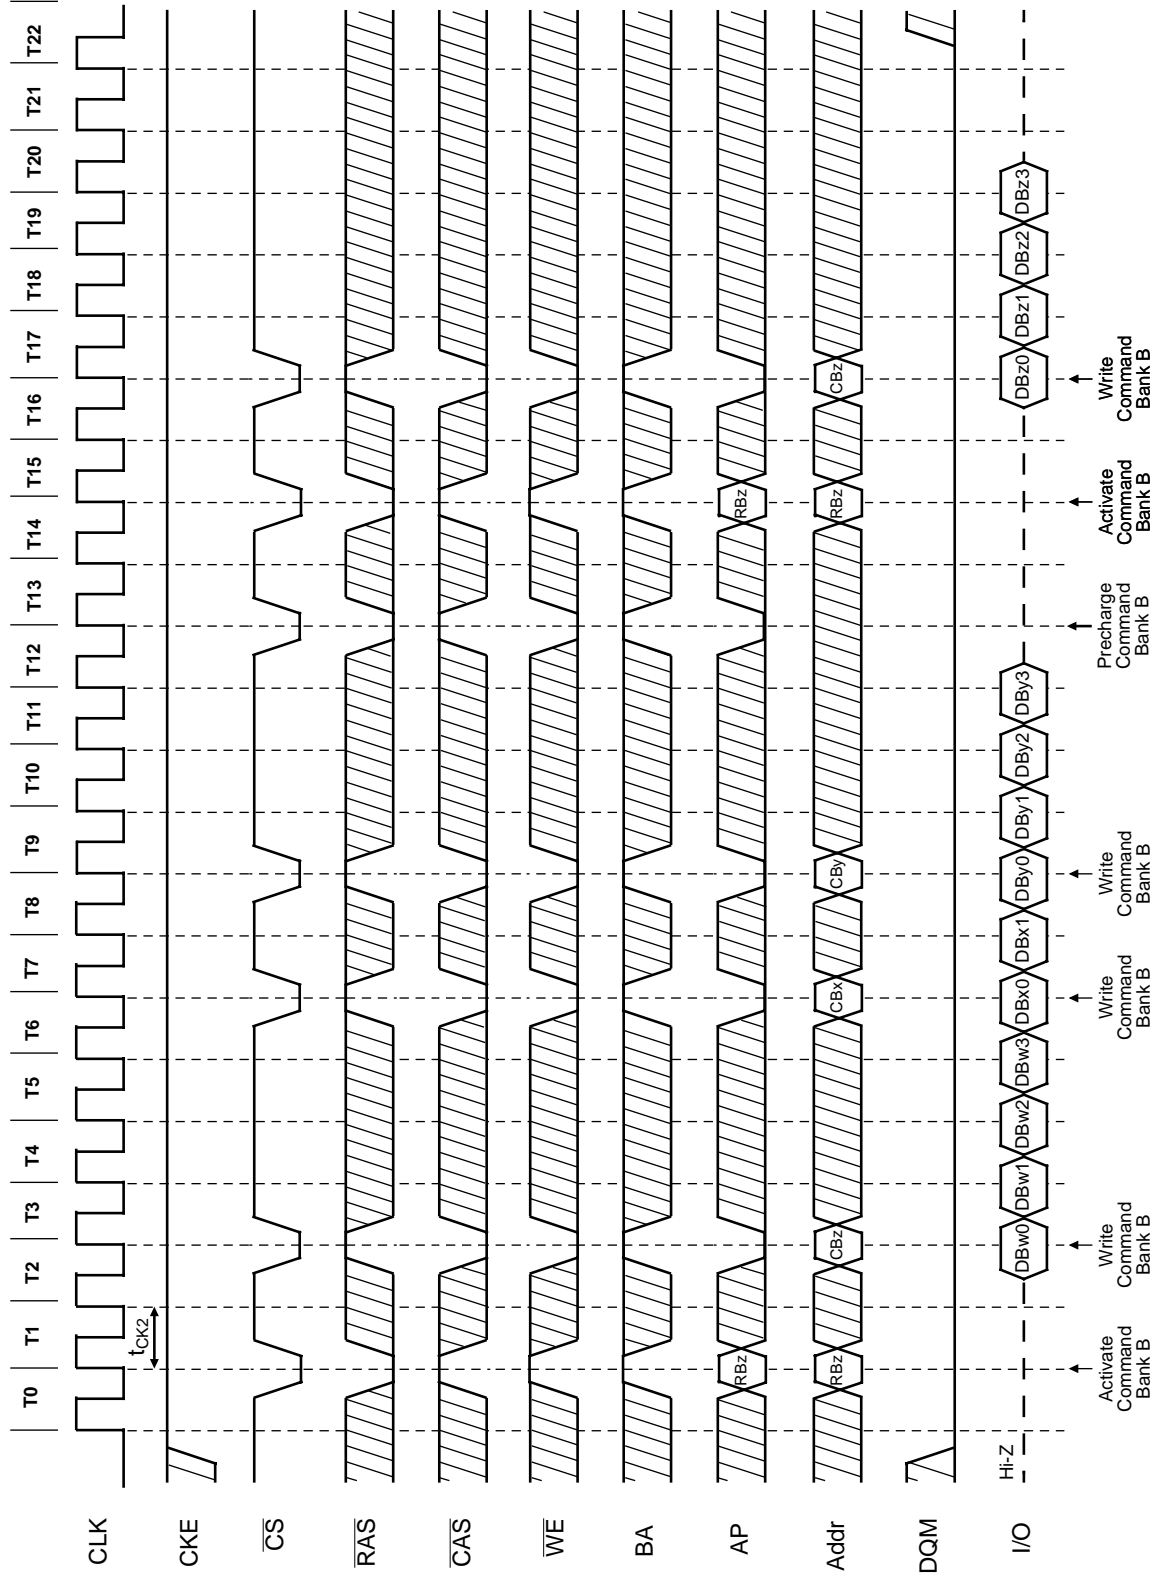 T0 T1 T2 T3 T4 T5 T6 T7 T8 T9 T10 T11 T12 T13 T14 T15 T16 T17 T18 T19 T20 T21 T22
CLK
tCK2
CKE
CS
RAS
CAS
WE
BA
AP
RBz RBz
Addr
RBz CBz CBx CBy RBz CBz
DQM
I/O
Hi-Z
DBw0 DBw1 DBw2 DBw3 DBx0 DBx1 DBy0 DBy1 DBy2 DBy3 DBz0 DBz1 DBz2 DBz3
Activate
Command
Bank B
Write
Command
Bank B
Write
Command
Bank B
Write
Command
Bank B
Precharge
Command
Bank B
Activate
Command
Bank B
Write
Command
Bank B